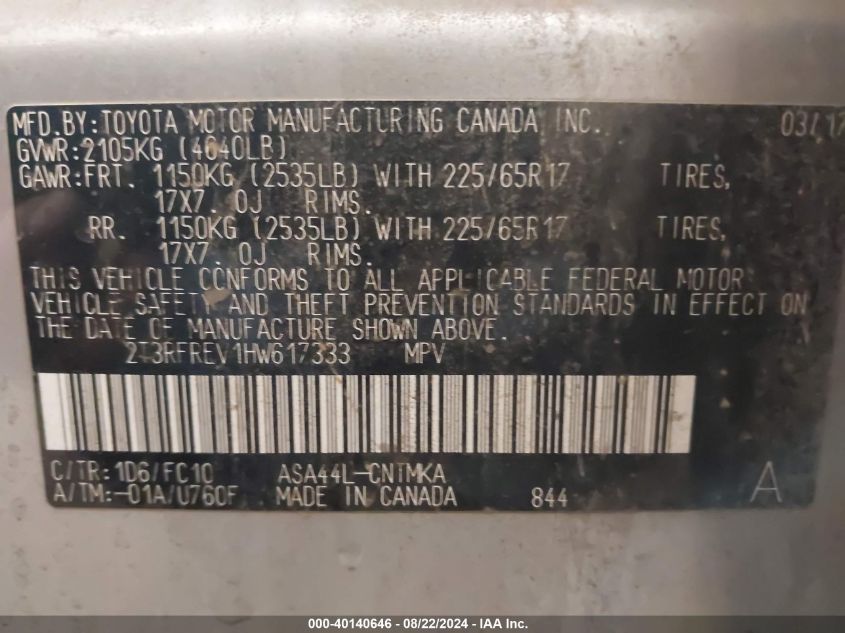 MFD.BY:TOYOTA MOTOR MANUFACTURING CANADA INC. 03/17
GVWR:2105KG (4640LB)
GAWR:FRT. 1150KG (2535LB) WITH 225/65R17 TIRES,
17X7.0J RIMS.
RR. 1150KG (2535LB) WITH 225/65R17 TIRES,
17X7.0J RIMS.
THIS VEHICLE CONFORMS TO ALL APPLICABLE FEDERAL MOTOR
VEHICLE SAFETY AND THEFT PREVENTION STANDARDS IN EFFECT ON
THE DATE OF MANUFACTURE SHOWN ABOVE.
2T3RFREV1HW617333 MPV
C/TR:1D6/FC10 ASA44L-CNTMKA
A/TM:-01A/U760F MADE IN CANADA 844 A
000-40140646 - 08/22/2024 - IAA Inc.